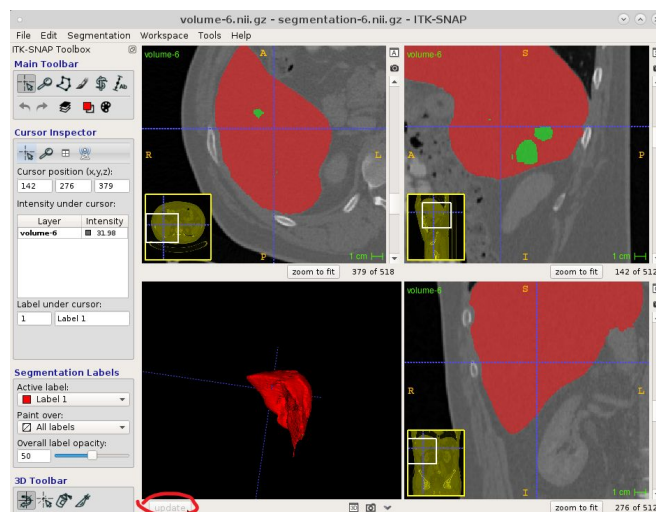 volume-6.nii.gz - segmentation-6.nii.gz - ITK-SNAP
File Edit Segmentation Workspace Tools Help
ITK-SNAP Toolbox
Main Toolbar
Cursor Inspector
Cursor position (x,y,z):
142 276 379
Intensity under cursor:
Layer Intensity
volume-6 31.98
Label under cursor:
1 Label 1
Segmentation Labels
Active label:
Label 1
Paint over:
All labels
Overall label opacity:
50
3D Toolbar
volume-6
A
R
L
P
1 cm
zoom to fit 379 of 518
volume-6
S
A
P
I
1 cm
zoom to fit 142 of 512
update
3D
volume-6
S
R
L
I
1 cm
zoom to fit 276 of 512